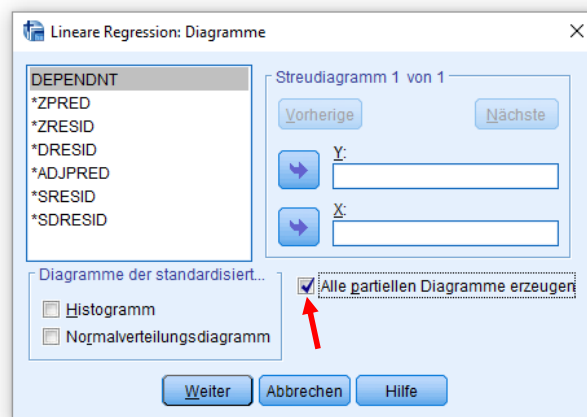 Lineare Regression: Diagramme
DEPENDNT
*ZPRED
*ZRESID
*DRESID
*ADJPRED
*SRESID
*SDRESID
Streudiagramm 1 von 1
Vorherige
Nächste
Y:
X:
Diagramme der standardisiert...
Histogramm
Normalverteilungsdiagramm
Alle partiellen Diagramme erzeugen
Weiter
Abbrechen
Hilfe